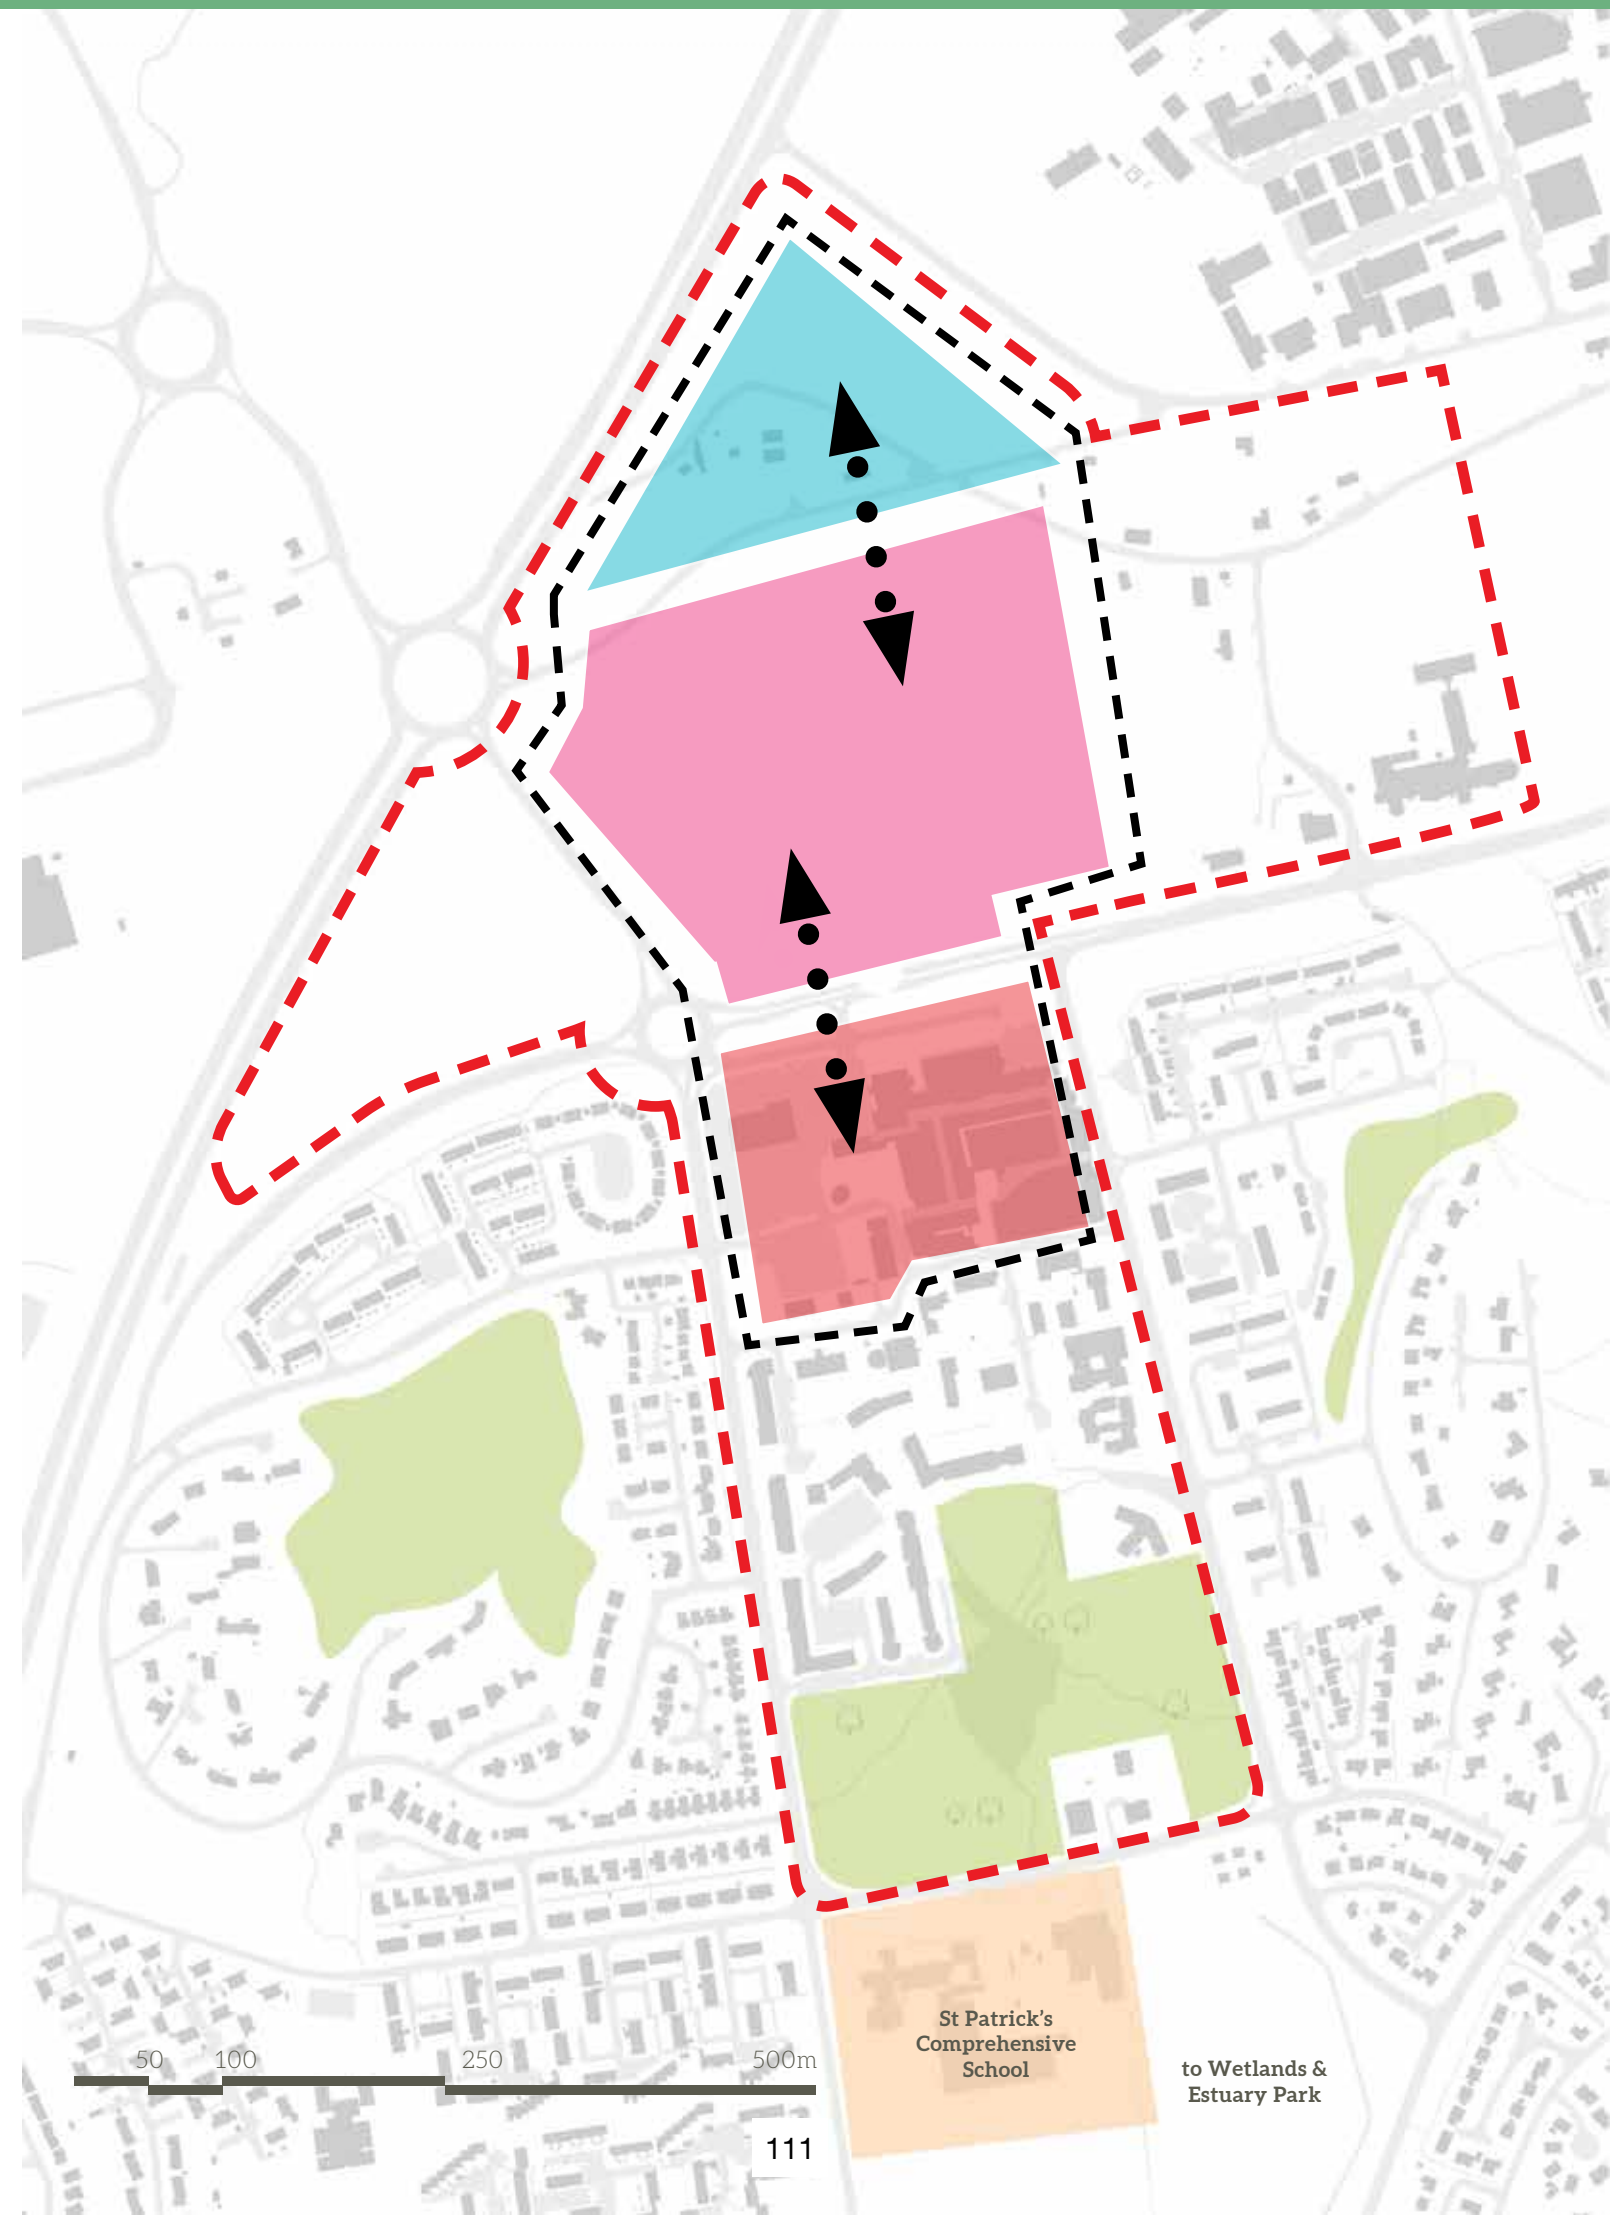 St Patrick’s
Comprehensive
School
to Wetlands &
Estuary Park
50 100 250 500m
111